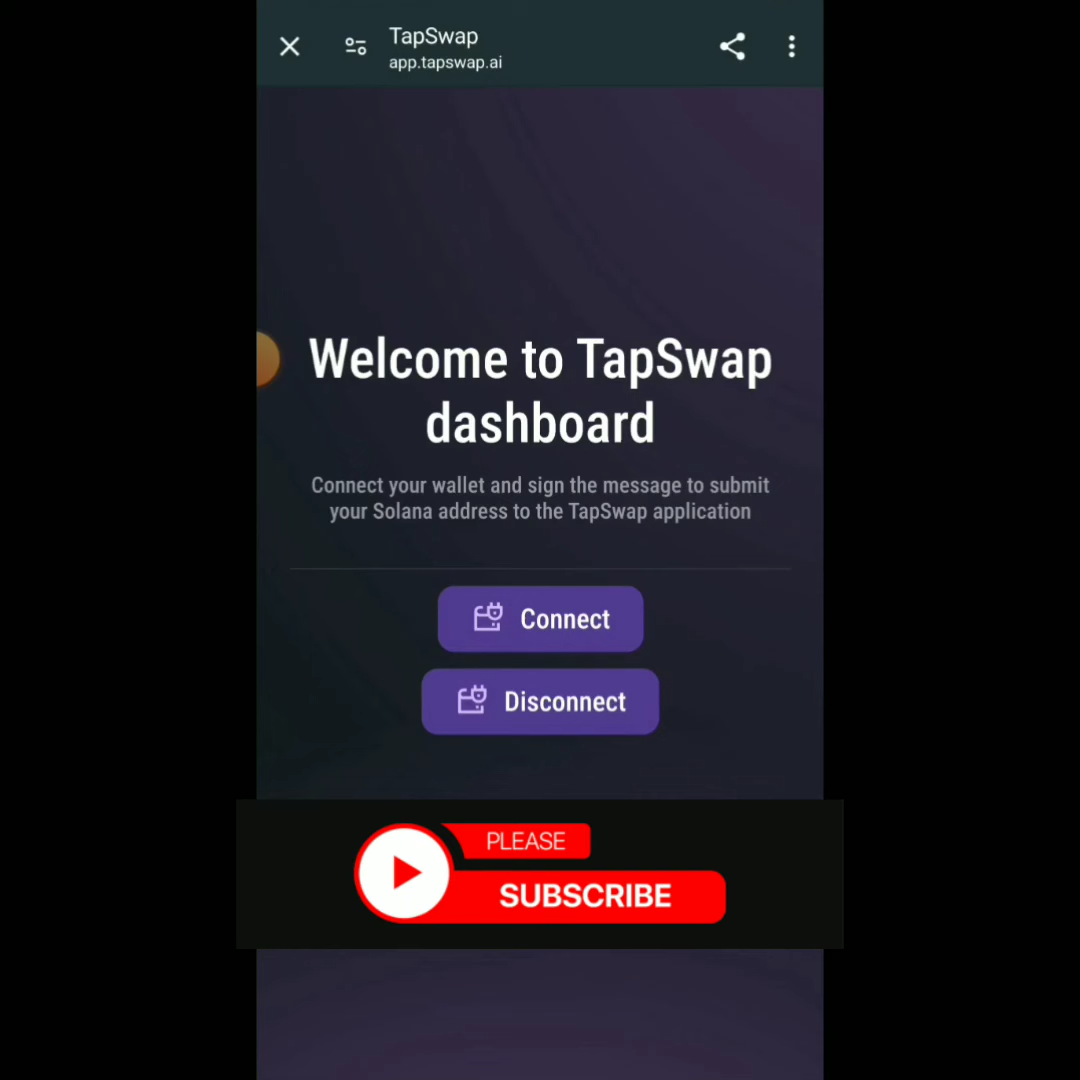 TapSwap
app.tapswap.ai
Welcome to TapSwap
dashboard
Connect your wallet and sign the message to submit
your Solana address to the TapSwap application
Connect
Disconnect
PLEASE
SUBSCRIBE